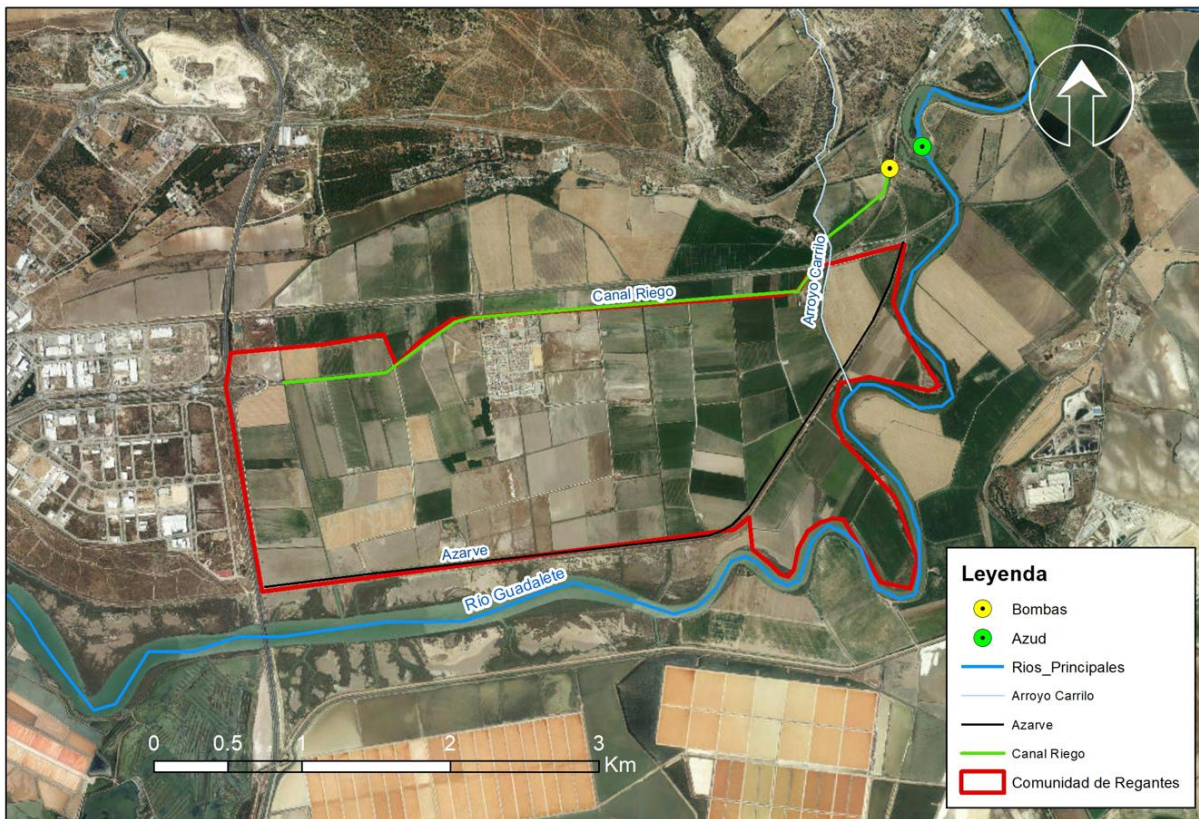 Canal Riego
Arroyo Carrilo
Azarve
Río Guadalete
0 0.5 1 2 3
Km
Leyenda
Bombas
Azud
Rios_Principales
Arroyo Carrilo
Azarve
Canal Riego
Comunidad de Regantes